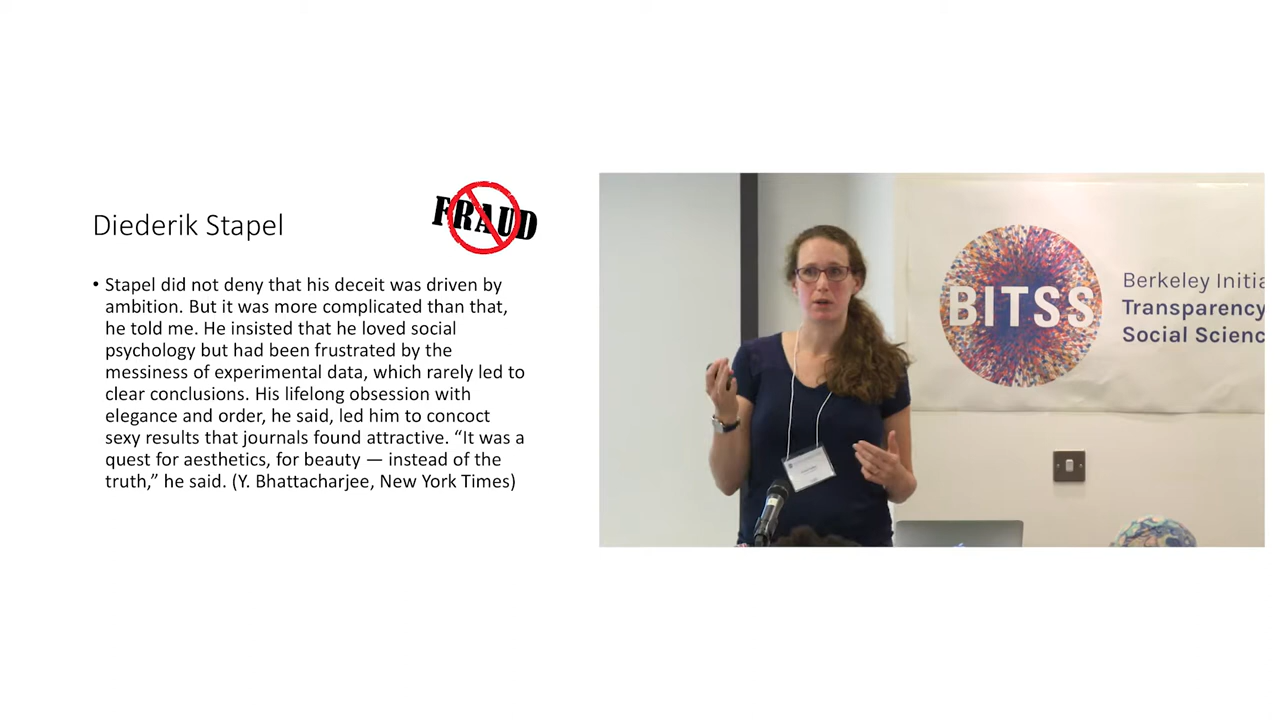 Diederik Stapel
FRAUD
• Stapel did not deny that his deceit was driven by
ambition. But it was more complicated than that,
he told me. He insisted that he loved social
psychology but had been frustrated by the
messiness of experimental data, which rarely led to
clear conclusions. His lifelong obsession with
elegance and order, he said, led him to concoct
sexy results that journals found attractive. “It was a
quest for aesthetics, for beauty — instead of the
truth,” he said. (Y. Bhattacharjee, New York Times)
BITSS
Berkeley Initia
Transparency
Social Scienc